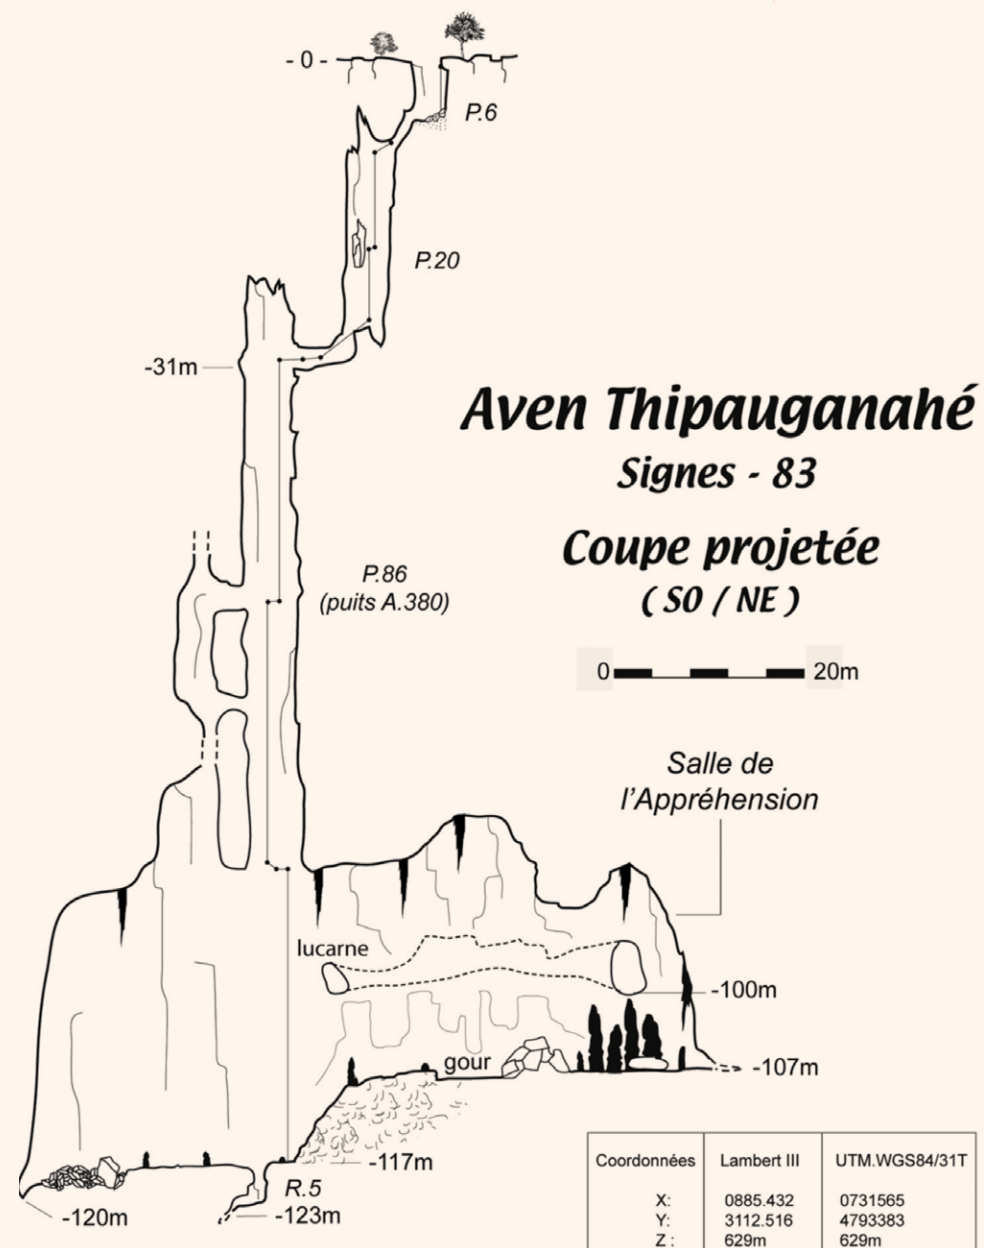 - 0 -
P.6
P.20
-31m
Aven Thipauganahé
Signes - 83
Coupe projetée
( SO / NE )
P.86
(puits A.380)
0 20m
Salle de
l'Appréhension
lucarne
-100m
gour
-107m
-117m
R.5
-120m
-123m
Coordonnées Lambert III UTM.WGS84/31T
X: 0885.432 0731565
Y: 3112.516 4793383
Z : 629m 629m